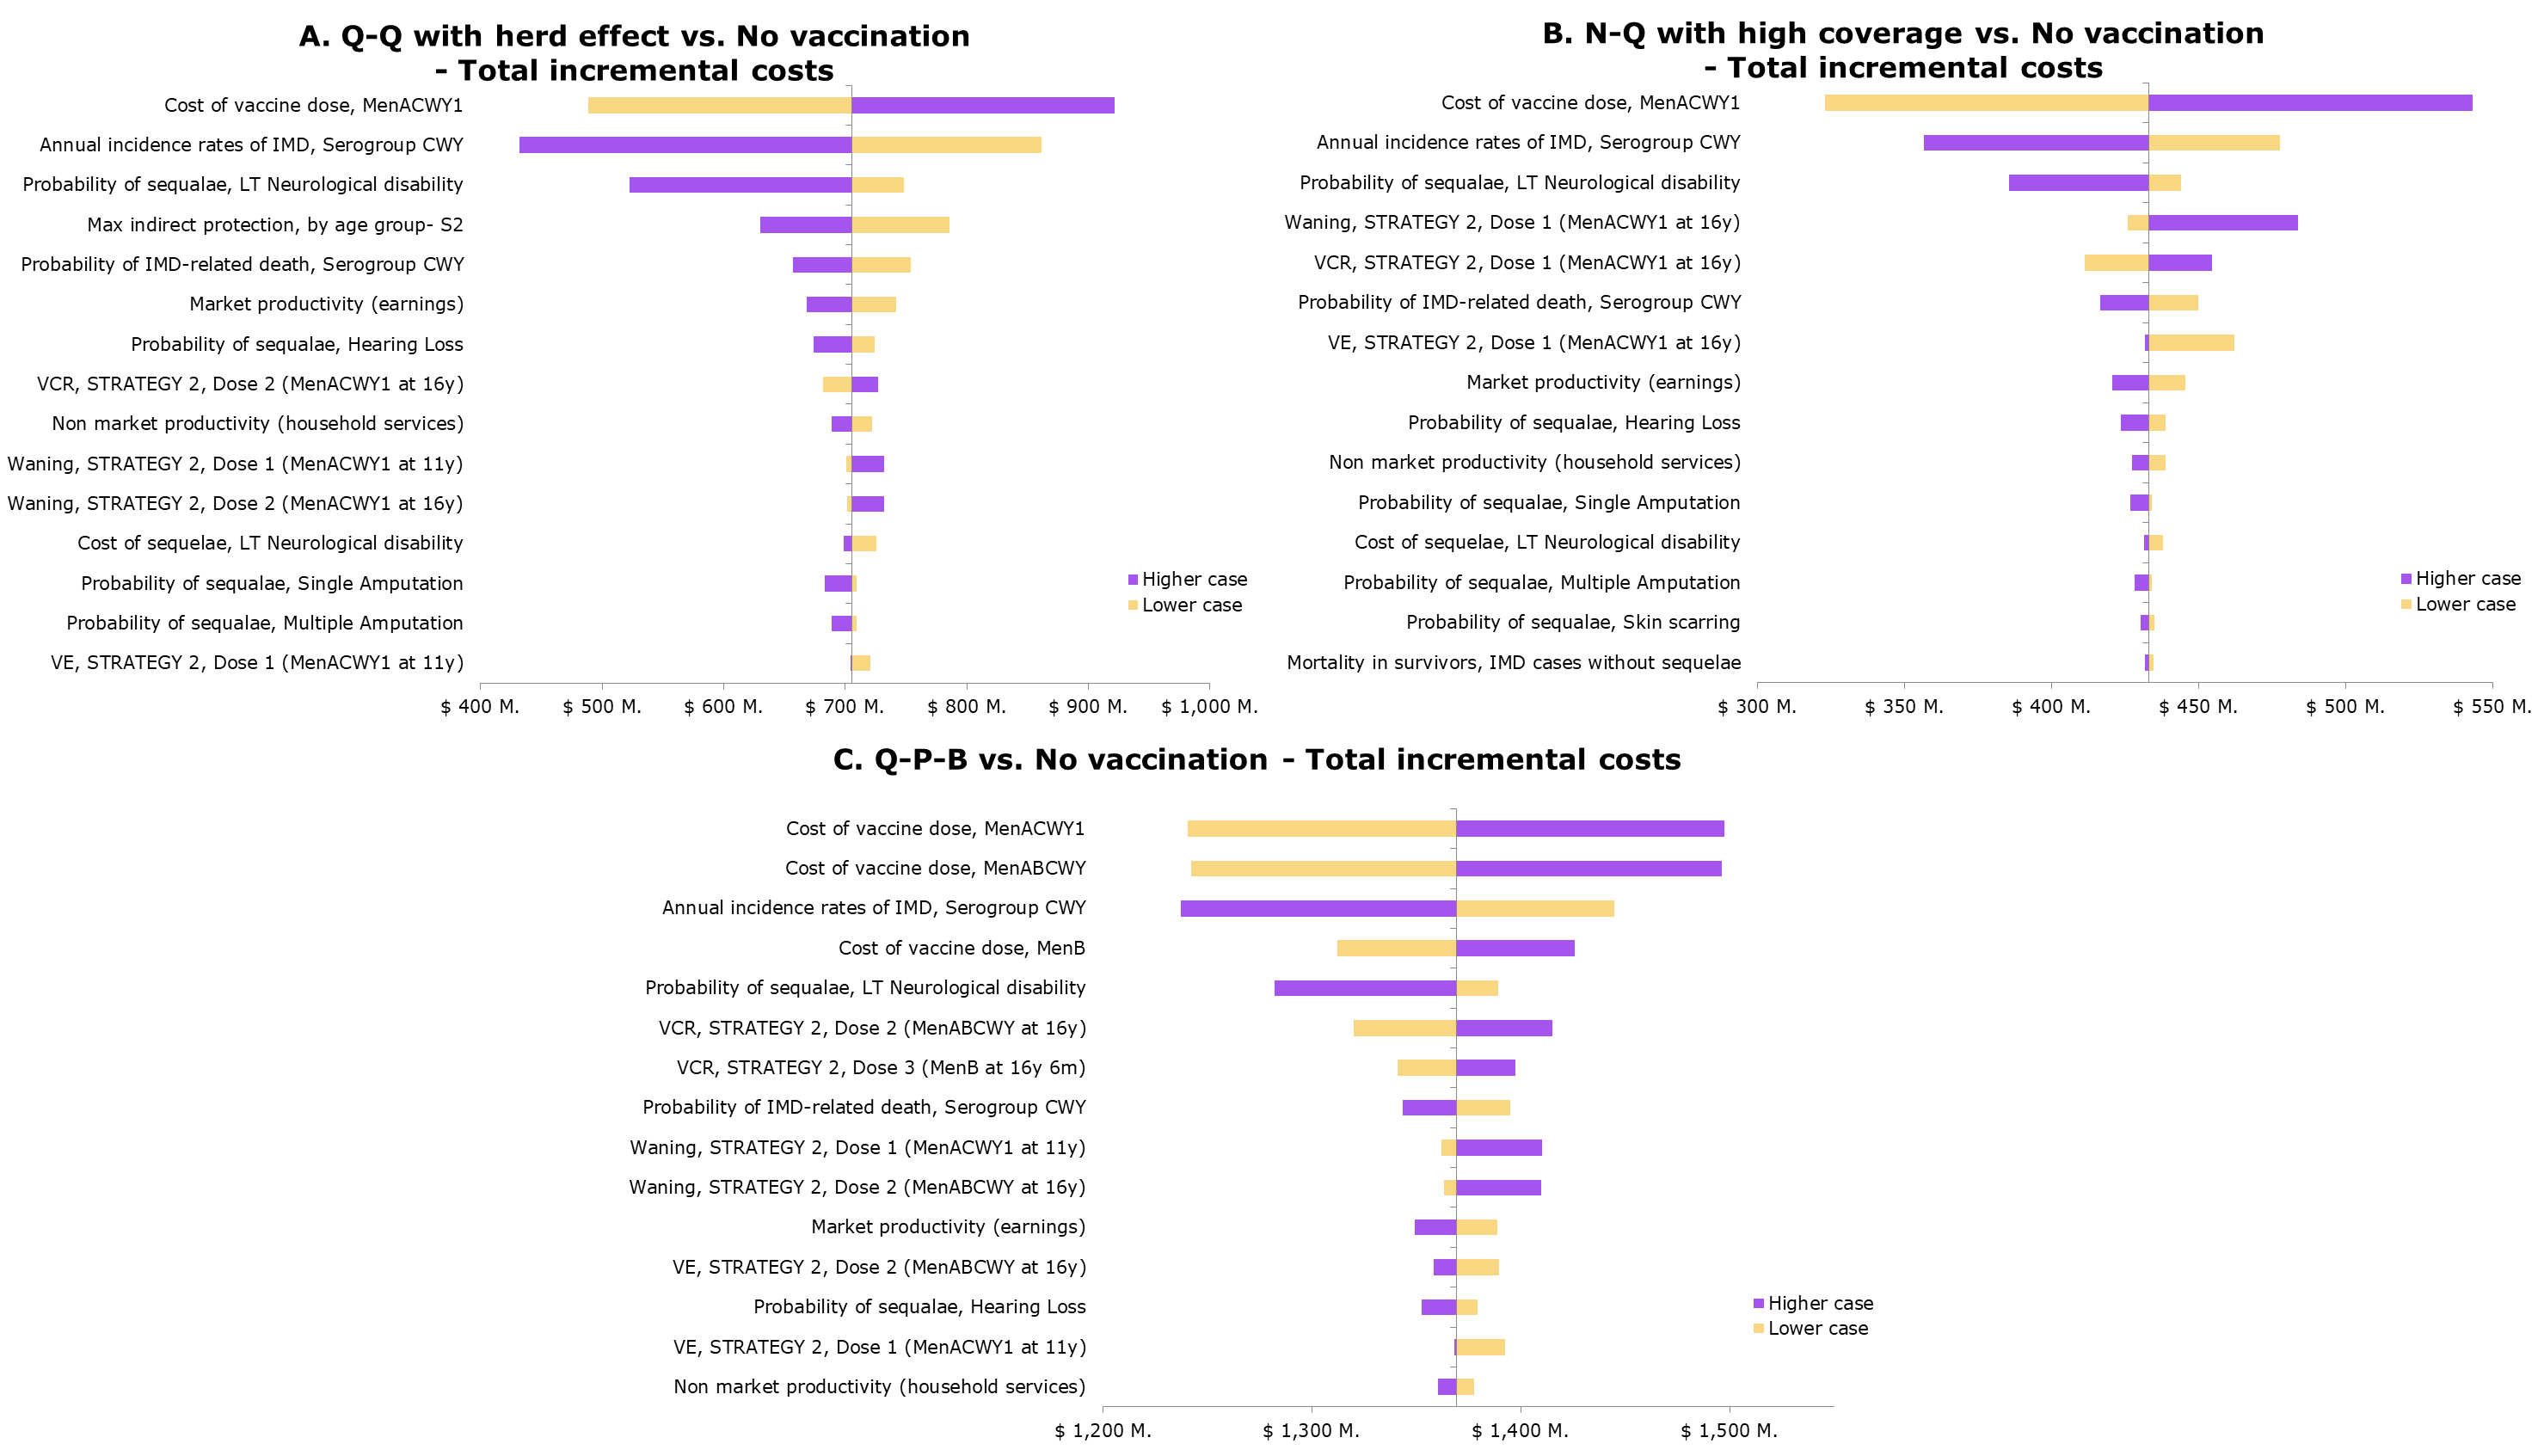 A. Q-Q with herd effect vs. No vaccination
- Total incremental costs
Cost of vaccine dose, MenACWY1
Annual incidence rates of IMD, Serogroup CWY
Probability of sequalae, LT Neurological disability
Max indirect protection, by age group- S2
Probability of IMD-related death, Serogroup CWY
Market productivity (earnings)
Probability of sequalae, Hearing Loss
VCR, STRATEGY 2, Dose 2 (MenACWY1 at 16y)
Non market productivity (household services)
Waning, STRATEGY 2, Dose 1 (MenACWY1 at 11y)
Waning, STRATEGY 2, Dose 2 (MenACWY1 at 16y)
Cost of sequelae, LT Neurological disability
Probability of sequalae, Single Amputation
Probability of sequalae, Multiple Amputation
VE, STRATEGY 2, Dose 1 (MenACWY1 at 11y)
Higher case
Lower case
$ 400 M. $ 500 M. $ 600 M. $ 700 M. $ 800 M. $ 900 M. $ 1,000 M.
B. N-Q with high coverage vs. No vaccination
- Total incremental costs
Cost of vaccine dose, MenACWY1
Annual incidence rates of IMD, Serogroup CWY
Probability of sequalae, LT Neurological disability
Waning, STRATEGY 2, Dose 1 (MenACWY1 at 16y)
VCR, STRATEGY 2, Dose 1 (MenACWY1 at 16y)
Probability of IMD-related death, Serogroup CWY
VE, STRATEGY 2, Dose 1 (MenACWY1 at 16y)
Market productivity (earnings)
Probability of sequalae, Hearing Loss
Non market productivity (household services)
Probability of sequalae, Single Amputation
Cost of sequelae, LT Neurological disability
Probability of sequalae, Multiple Amputation
Probability of sequalae, Skin scarring
Mortality in survivors, IMD cases without sequelae
Higher case
Lower case
$ 300 M. $ 350 M. $ 400 M. $ 450 M. $ 500 M. $ 550 M.
C. Q-P-B vs. No vaccination - Total incremental costs
Cost of vaccine dose, MenACWY1
Cost of vaccine dose, MenABCWY
Annual incidence rates of IMD, Serogroup CWY
Cost of vaccine dose, MenB
Probability of sequalae, LT Neurological disability
VCR, STRATEGY 2, Dose 2 (MenABCWY at 16y)
VCR, STRATEGY 2, Dose 3 (MenB at 16y 6m)
Probability of IMD-related death, Serogroup CWY
Waning, STRATEGY 2, Dose 1 (MenACWY1 at 11y)
Waning, STRATEGY 2, Dose 2 (MenABCWY at 16y)
Market productivity (earnings)
VE, STRATEGY 2, Dose 2 (MenABCWY at 16y)
Probability of sequalae, Hearing Loss
VE, STRATEGY 2, Dose 1 (MenACWY1 at 11y)
Non market productivity (household services)
Higher case
Lower case
$ 1,200 M. $ 1,300 M. $ 1,400 M. $ 1,500 M.